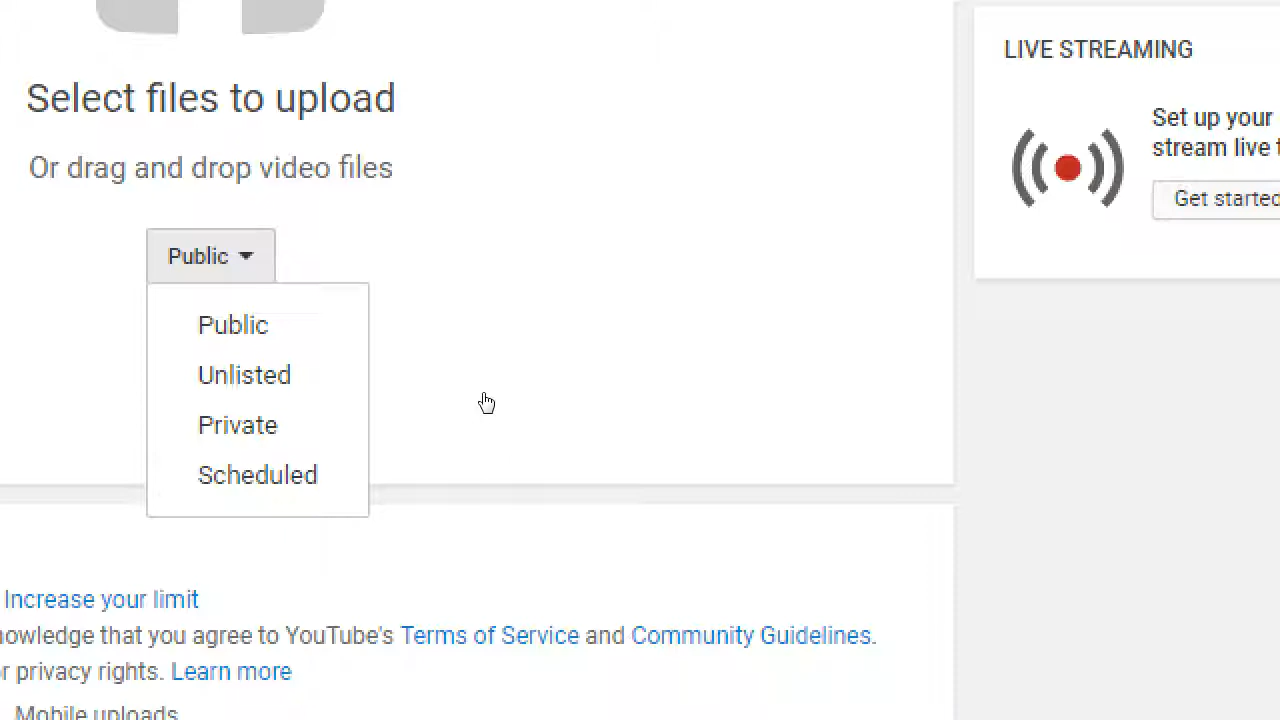 Select files to upload
Or drag and drop video files
Public
Public
Unlisted
Private
Scheduled
LIVE STREAMING
Set up your
stream live
Get started
Increase your limit
that you agree to YouTube's Terms of Service and Community Guidelines.
privacy rights. Learn more
Mobile uploads